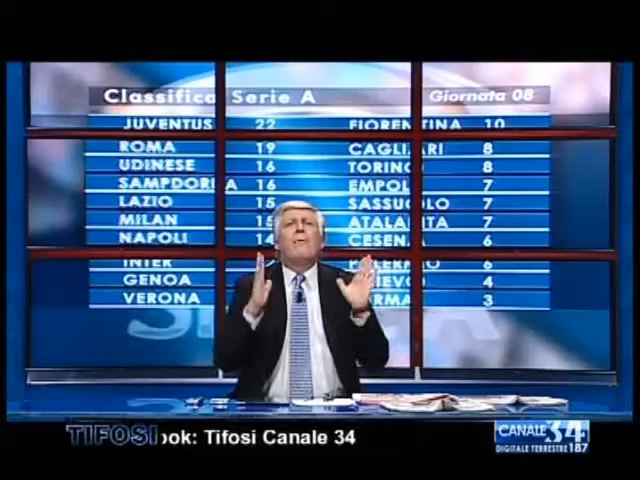 Classifica Serie A Giornata 08
JUVENTUS 22 FIORENTINA 10
ROMA 19 CAGLIARI 8
UDINESE 16 TORINO 8
SAMPDORIA 16 EMPOLI 7
LAZIO 15 SASSUOLO 7
MILAN 15 ATALANTA 7
NAPOLI 14 CESENA 6
INTER PALERMO 6
GENOA 4
VERONA 3
TIFOSI ook: Tifosi Canale 34
CANALE 34
DIGITALE TERRESTRE 187